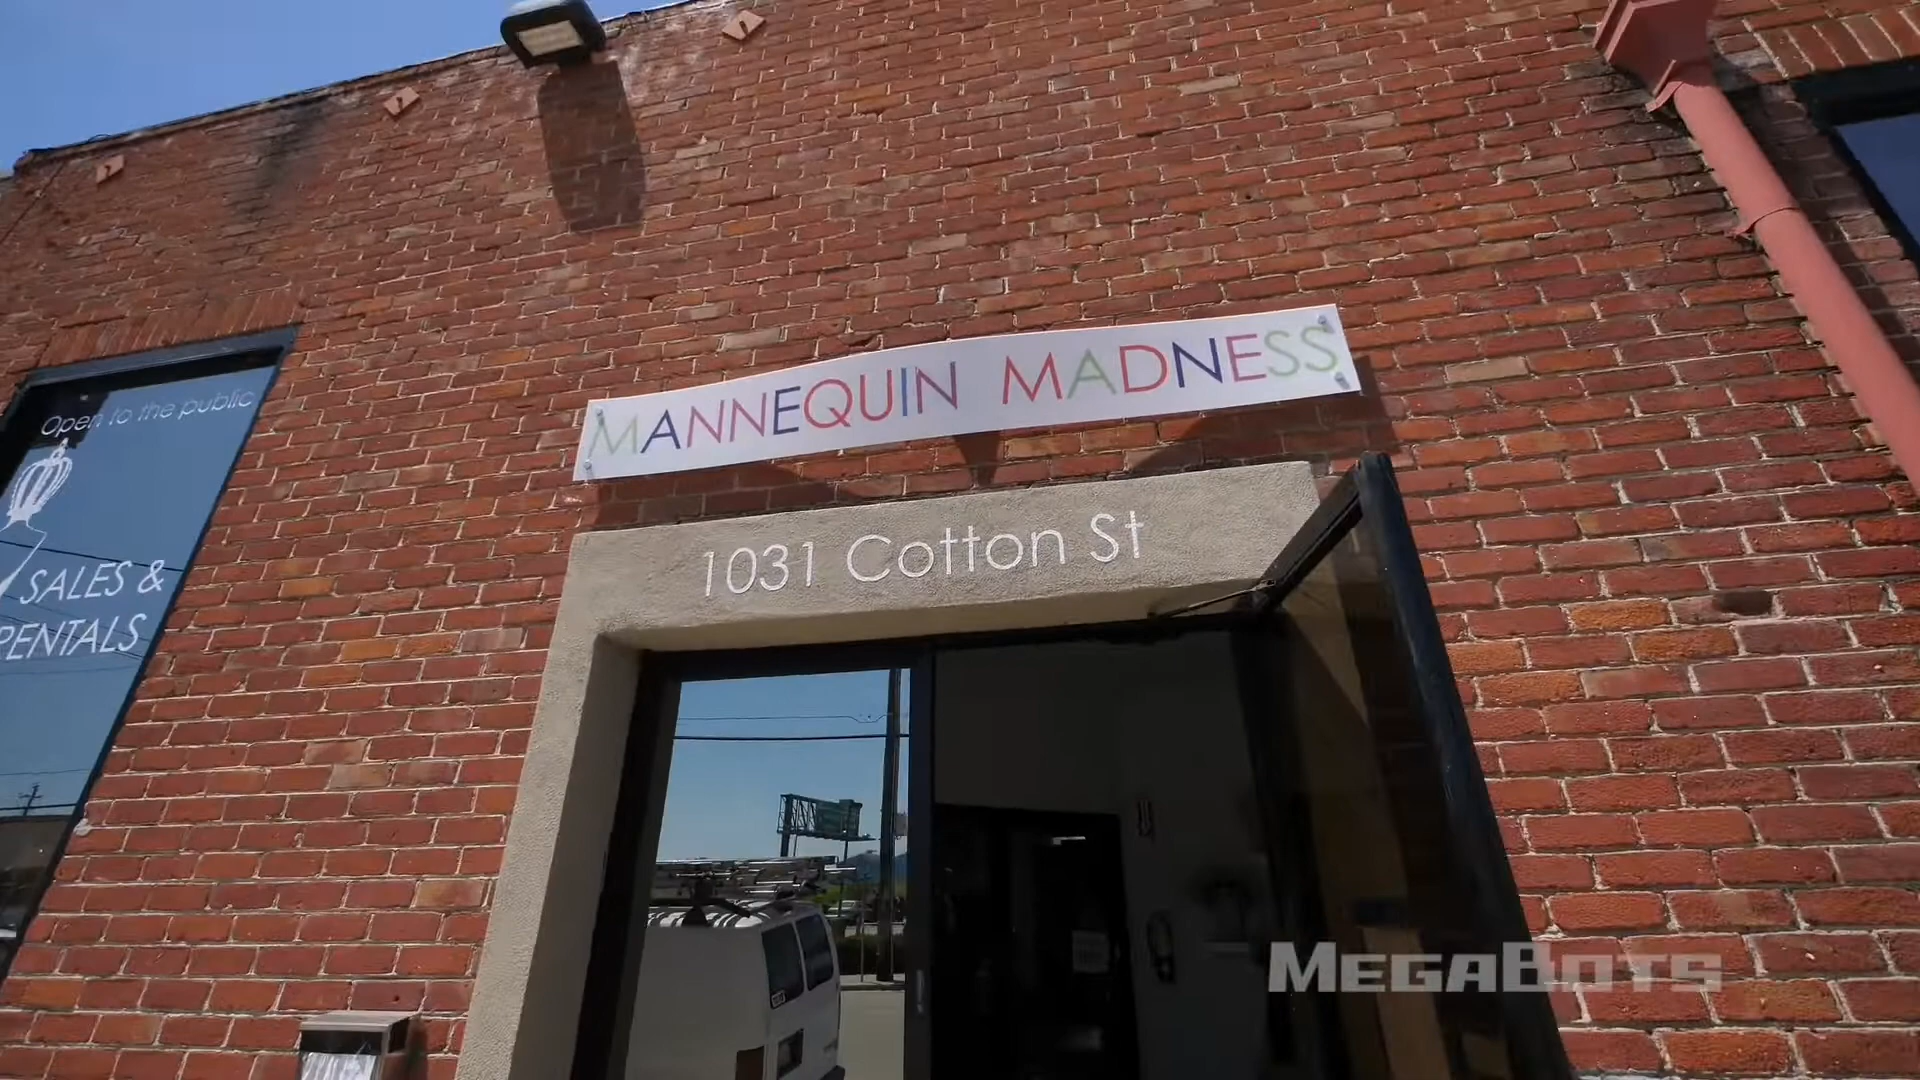 MANNEQUIN MADNESS
1031 Cotton St
Open to the public
SALES &
RENTALS
MEGABOTS